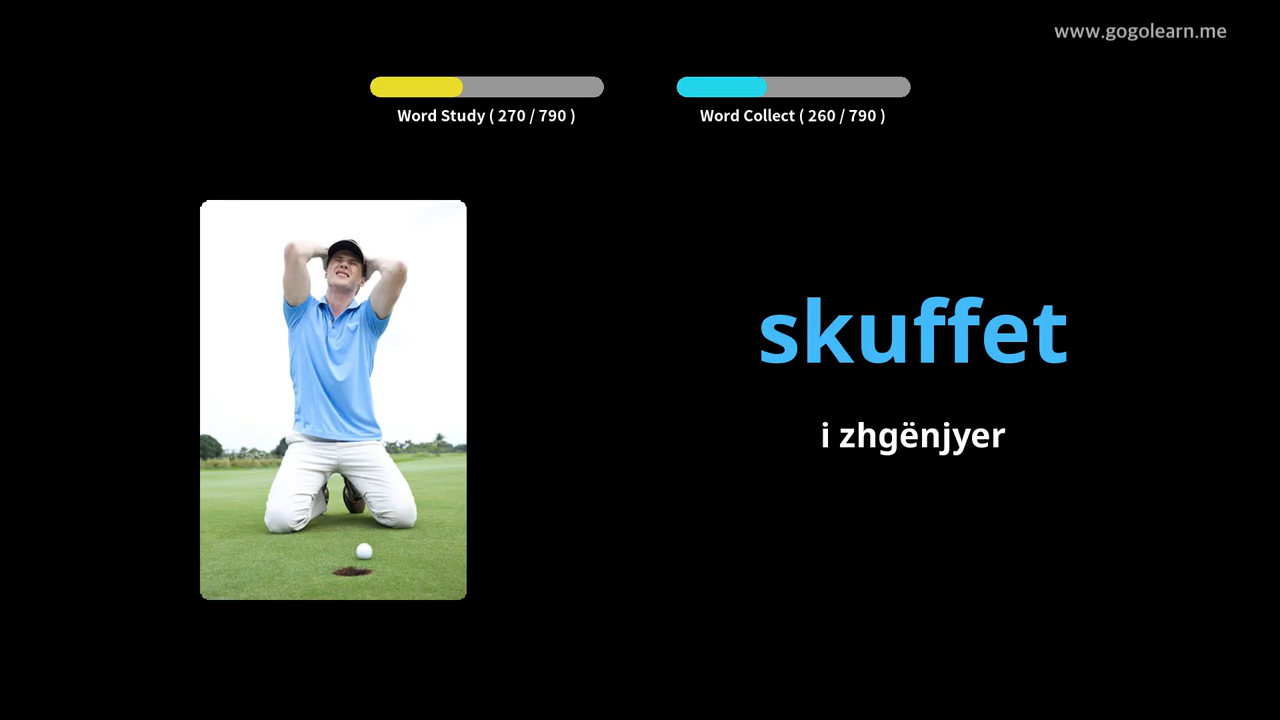 www.gogolearn.me
Word Study ( 270 / 790 )
Word Collect ( 260 / 790 )
skuffet
i zhgënjyer